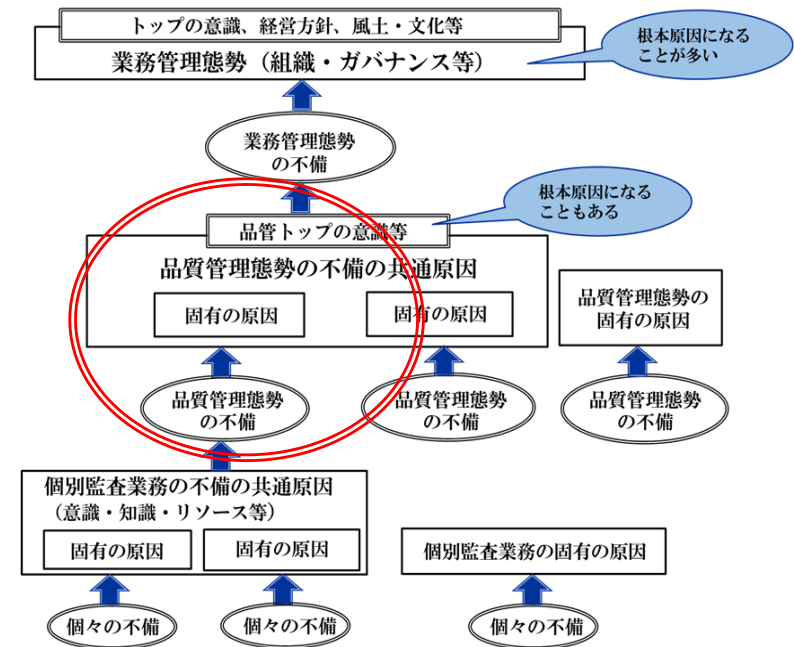 トップの意識、経営方針、風土・文化等
業務管理態勢（組織・ガバナンス等）
根本原因になる
ことが多い
業務管理態勢
の不備
根本原因になる
こともある
品管トップの意識等
品質管理態勢の不備の共通原因
固有の原因
固有の原因
品質管理態勢の
固有の原因
品質管理態勢
の不備
品質管理態勢
の不備
品質管理態勢
の不備
個別監査業務の不備の共通原因
（意識・知識・リソース等）
固有の原因
固有の原因
個別監査業務の固有の原因
個々の不備
個々の不備
個々の不備